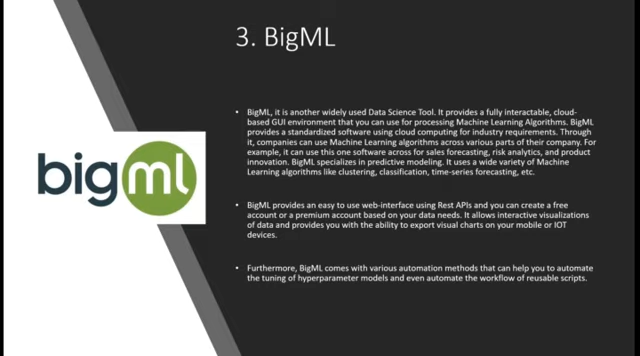 3. BigML
bigml
• BigML, it is another widely used Data Science Tool. It provides a fully interactable, cloud-
based GUI environment that you can use for processing Machine Learning Algorithms. BigML
provides a standardized software using cloud computing for industry requirements. Through
it, companies can use Machine Learning algorithms across various parts of their company. For
example, it can use this one software across for sales forecasting, risk analytics, and product
innovation. BigML specializes in predictive modeling. It uses a wide variety of Machine
Learning algorithms like clustering, classification, time-series forecasting, etc.
• BigML provides an easy to use web-interface using Rest APIs and you can create a free
account or a premium account based on your data needs. It allows interactive visualizations
of data and provides you with the ability to export visual charts on your mobile or IOT
devices.
• Furthermore, BigML comes with various automation methods that can help you to automate
the tuning of hyperparameter models and even automate the workflow of reusable scripts.